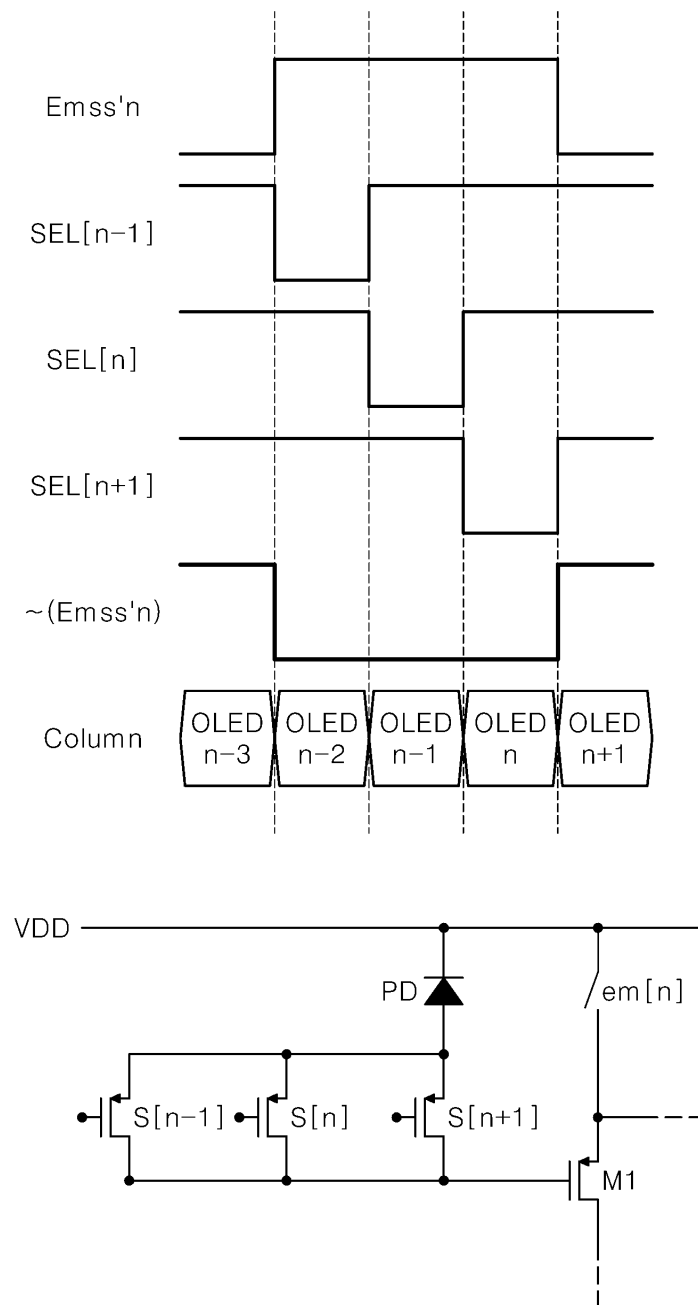 Emss'n
SEL[n-1]
SEL[n]
SEL[n+1]
~(Emss'n)
Column
OLED
n-3
OLED
n-2
OLED
n-1
OLED
n
OLED
n+1
VDD
PD
em[n]
S[n-1]
S[n]
S[n+1]
M1